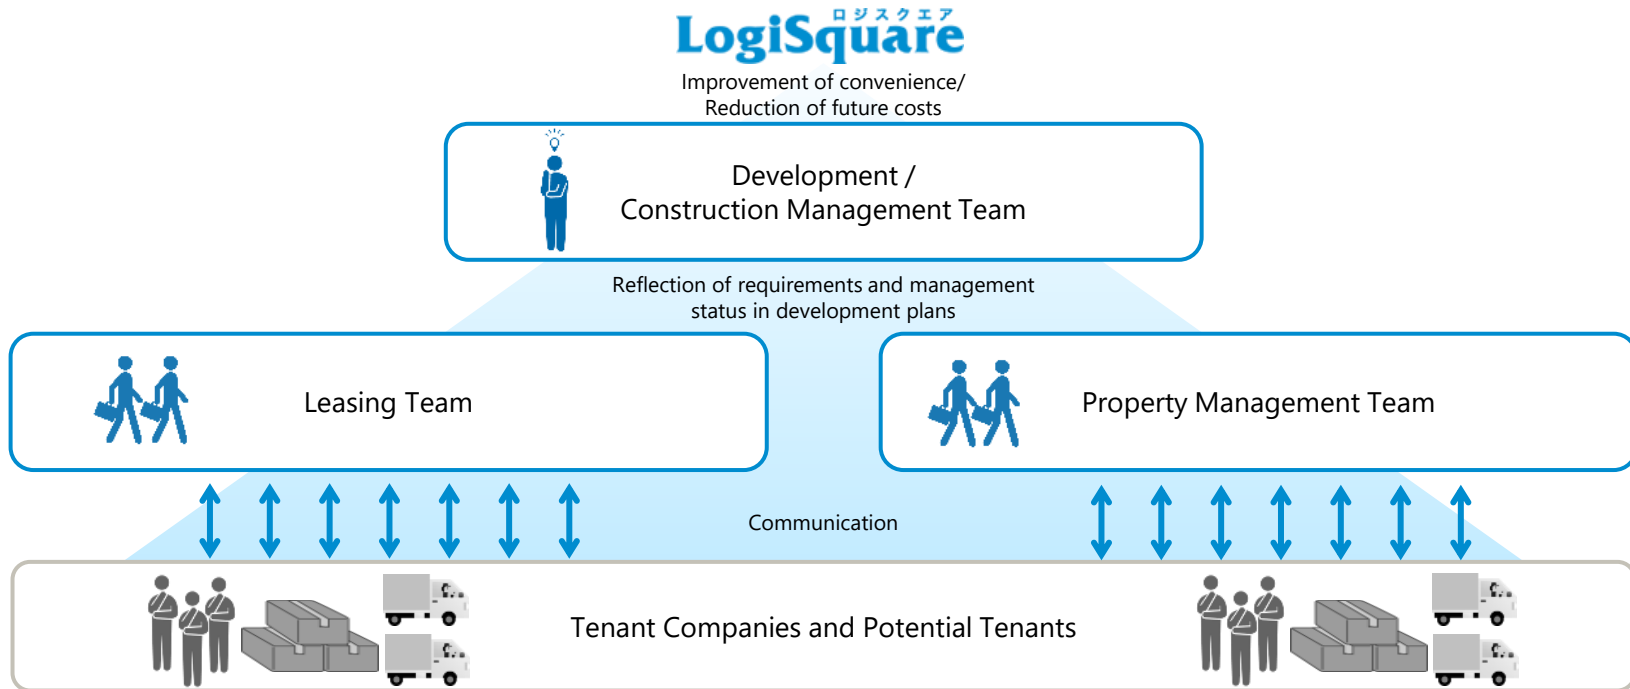 ロジスクエア
LogiSquare
Improvement of convenience/
Reduction of future costs
Development /
Construction Management Team
Reflection of requirements and management
status in development plans
Leasing Team
Property Management Team
Communication
Tenant Companies and Potential Tenants